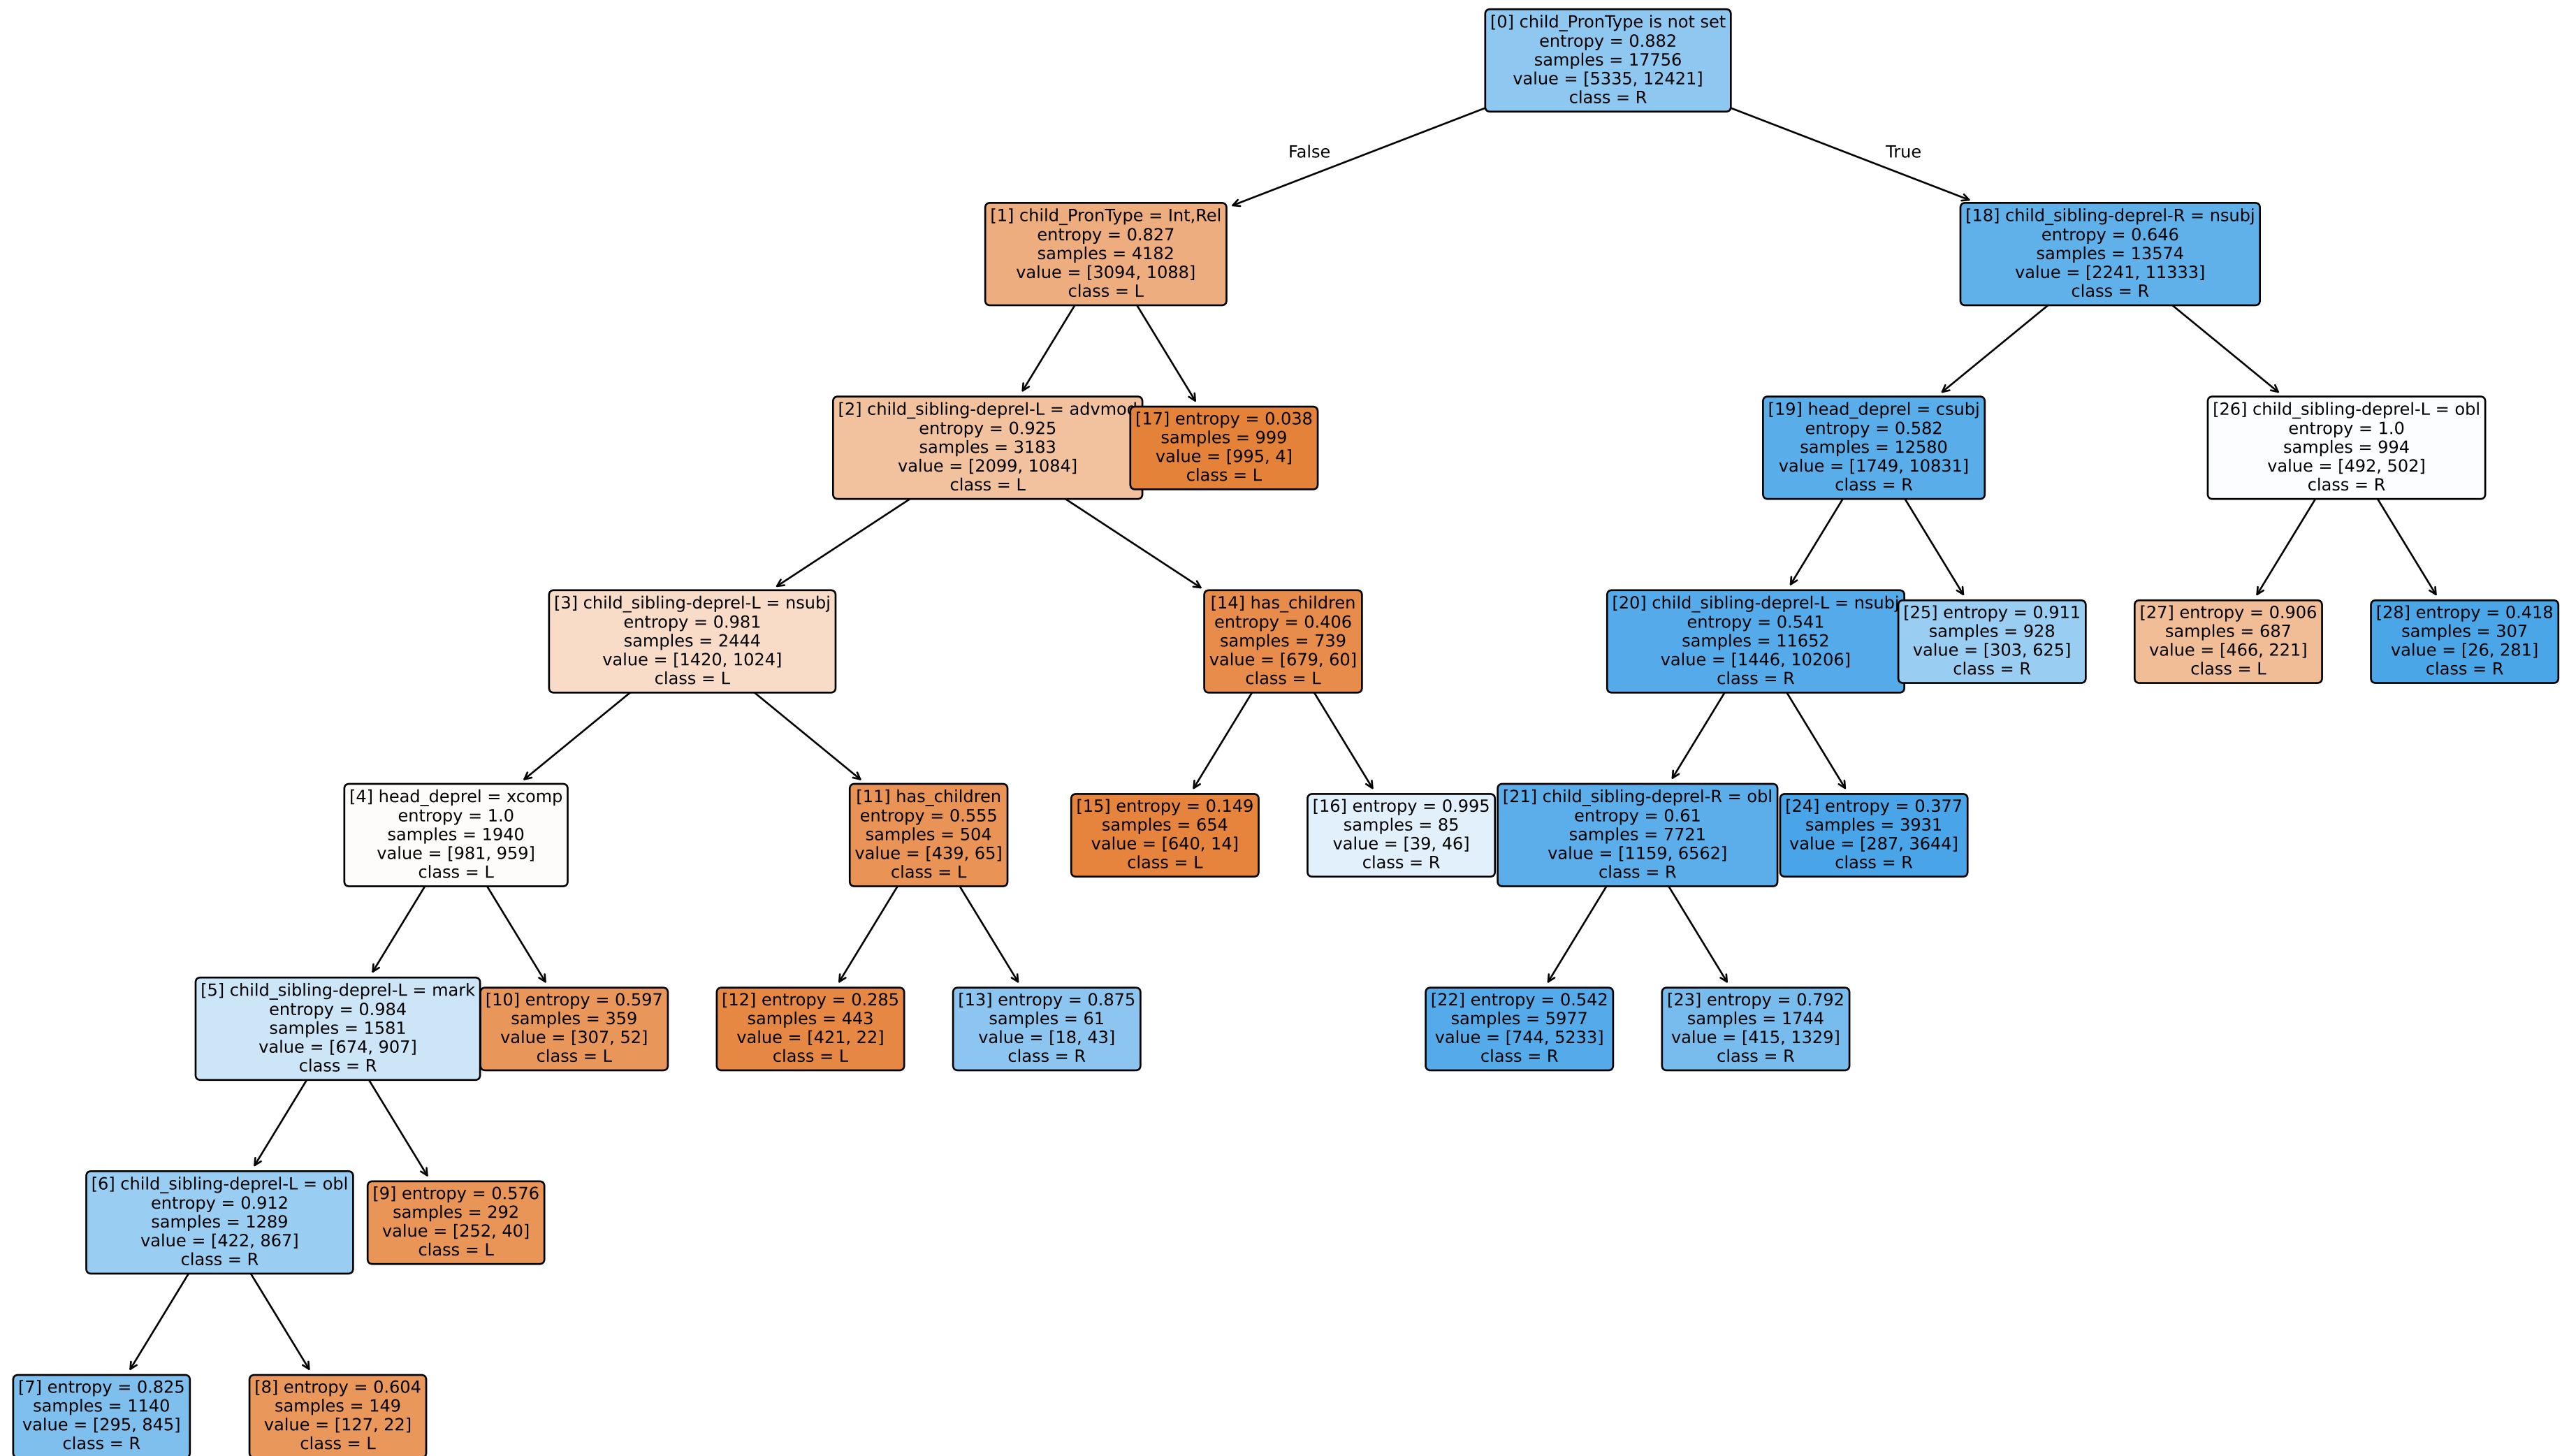 [0] child_PronType is not set
entropy = 0.882
samples = 17756
value = [5335, 12421]
class = R
False
True
[1] child_PronType = Int,Rel
entropy = 0.827
samples = 4182
value = [3094, 1088]
class = L
[18] child_sibling-deprel-R = nsubj
entropy = 0.646
samples = 13574
value = [2241, 11333]
class = R
[2] child_sibling-deprel-L = advmod
entropy = 0.925
samples = 3183
value = [2099, 1084]
class = L
[17] entropy = 0.038
samples = 999
value = [995, 4]
class = L
[19] head_deprel = csubj
entropy = 0.582
samples = 12580
value = [1749, 10831]
class = R
[26] child_sibling-deprel-L = obl
entropy = 1.0
samples = 994
value = [492, 502]
class = R
[3] child_sibling-deprel-L = nsubj
entropy = 0.981
samples = 2444
value = [1420, 1024]
class = L
[14] has_children
entropy = 0.406
samples = 739
value = [679, 60]
class = L
[20] child_sibling-deprel-L = nsubj
entropy = 0.541
samples = 11652
value = [1446, 10206]
class = R
[25] entropy = 0.911
samples = 928
value = [303, 625]
class = R
[27] entropy = 0.906
samples = 687
value = [466, 221]
class = L
[28] entropy = 0.418
samples = 307
value = [26, 281]
class = R
[4] head_deprel = xcomp
entropy = 1.0
samples = 1940
value = [981, 959]
class = L
[11] has_children
entropy = 0.555
samples = 504
value = [439, 65]
class = L
[15] entropy = 0.149
samples = 654
value = [640, 14]
class = L
[16] entropy = 0.995
samples = 85
value = [39, 46]
class = R
[21] child_sibling-deprel-R = obl
entropy = 0.61
samples = 7721
value = [1159, 6562]
class = R
[24] entropy = 0.377
samples = 3931
value = [287, 3644]
class = R
[5] child_sibling-deprel-L = mark
entropy = 0.984
samples = 1581
value = [674, 907]
class = R
[10] entropy = 0.597
samples = 359
value = [307, 52]
class = L
[12] entropy = 0.285
samples = 443
value = [421, 22]
class = L
[13] entropy = 0.875
samples = 61
value = [18, 43]
class = R
[22] entropy = 0.542
samples = 5977
value = [744, 5233]
class = R
[23] entropy = 0.792
samples = 1744
value = [415, 1329]
class = R
[6] child_sibling-deprel-L = obl
entropy = 0.912
samples = 1289
value = [422, 867]
class = R
[9] entropy = 0.576
samples = 292
value = [252, 40]
class = L
[7] entropy = 0.825
samples = 1140
value = [295, 845]
class = R
[8] entropy = 0.604
samples = 149
value = [127, 22]
class = L